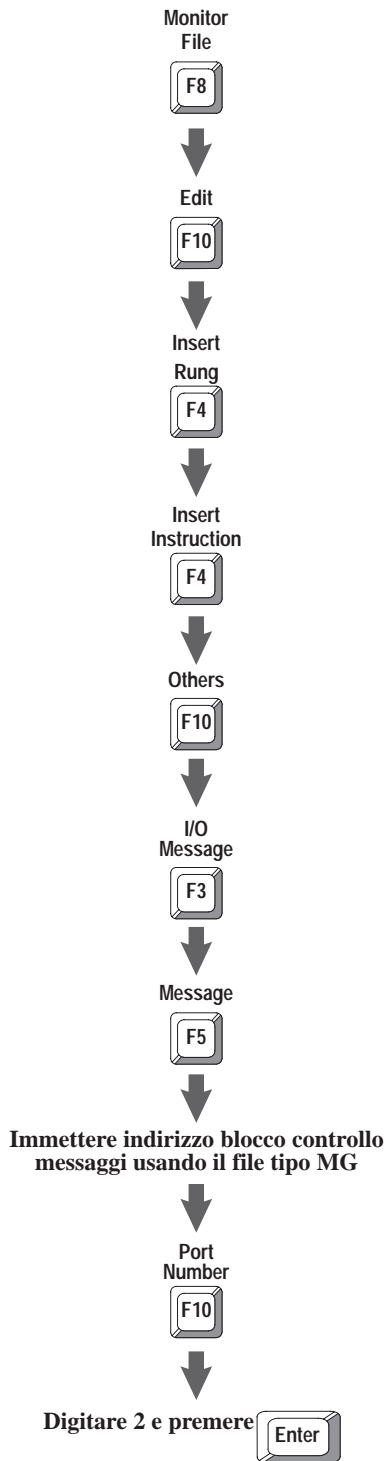 Monitor
File
F8
Edit
F10
Insert
Rung
F4
Insert
Instruction
F4
Others
F10
I/O
Message
F3
Message
F5
Immettere indirizzo blocco controllo
messaggi usando il file tipo MG
Port
Number
F10
Digitare 2 e premere Enter